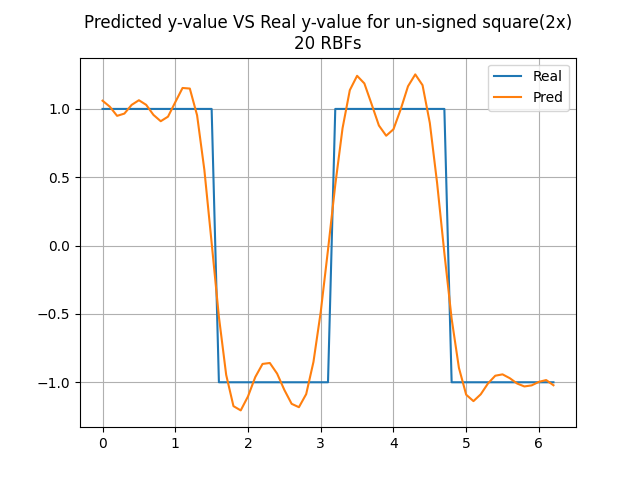 Predicted y-value VS Real y-value for un-signed square(2x)
20 RBFs
Real
Pred
1.0
0.5
0.0
−0.5
−1.0
0 1 2 3 4 5 6